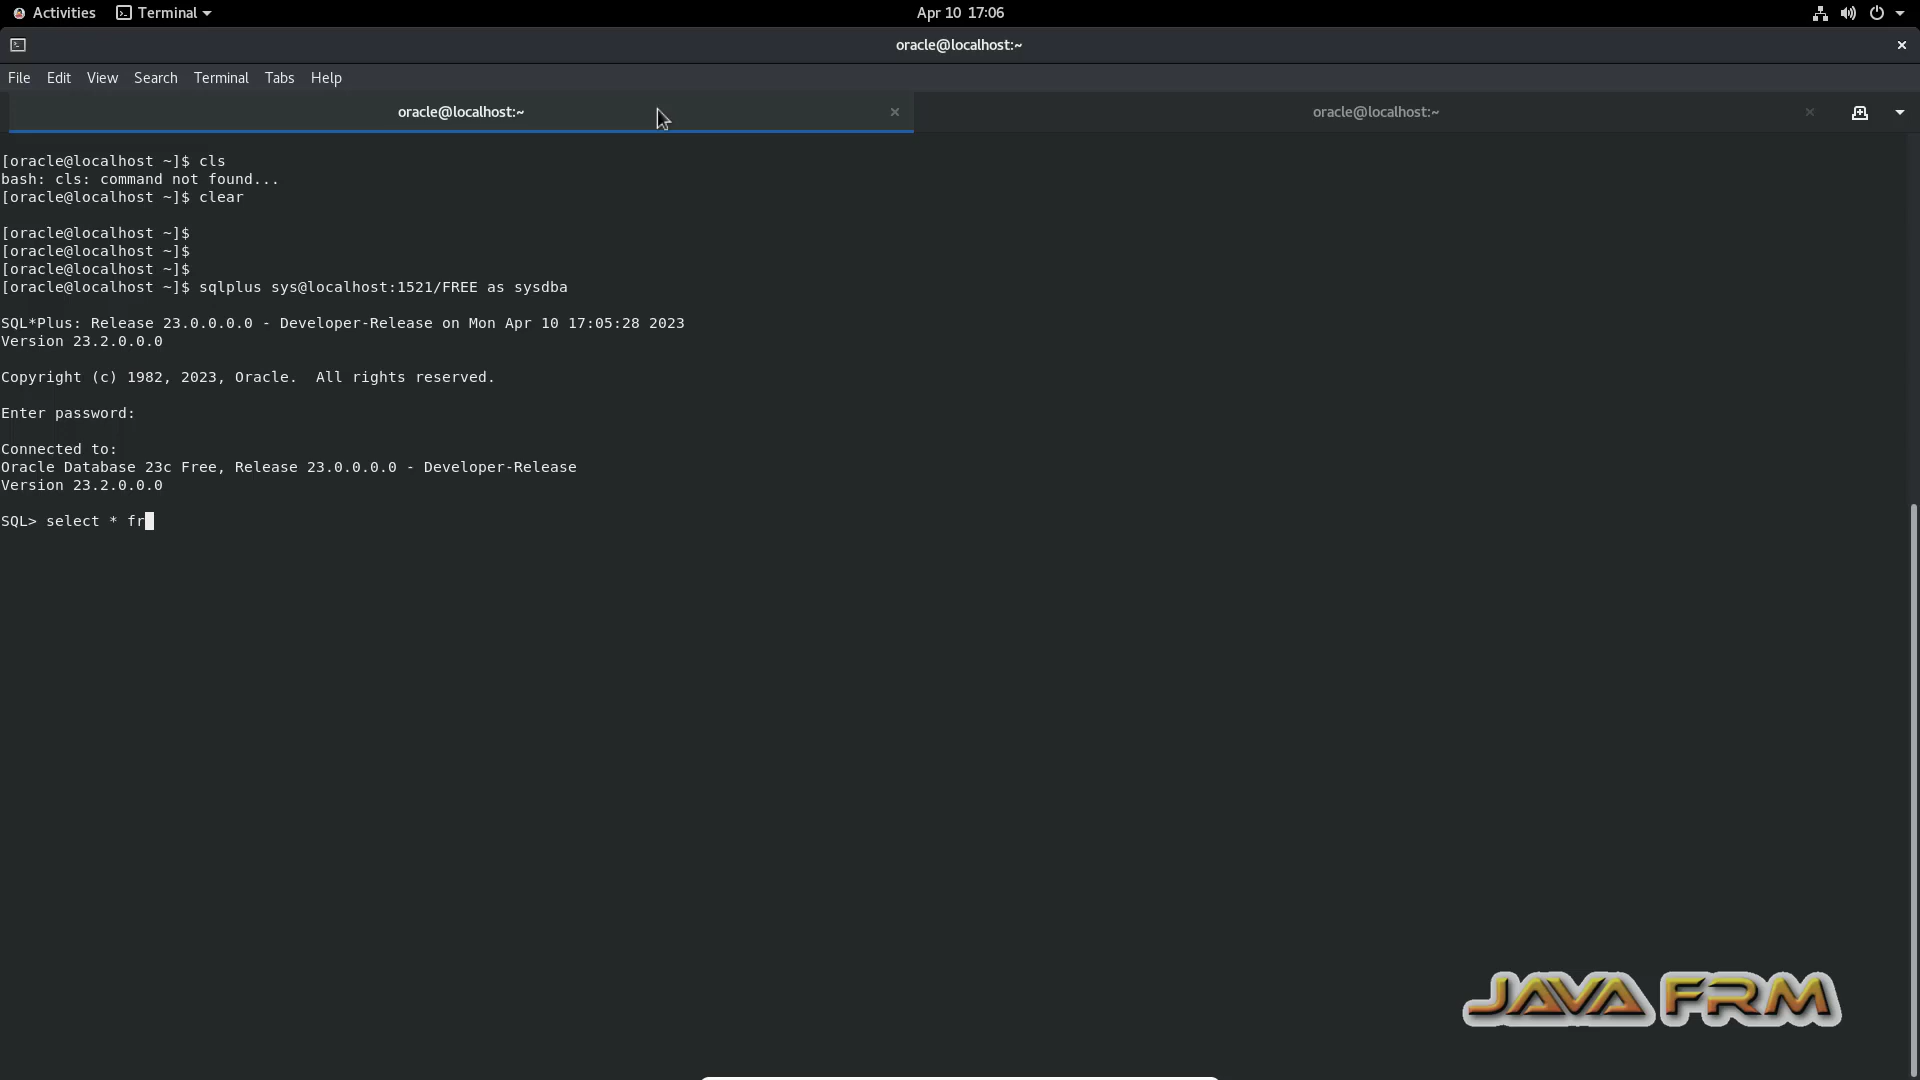 Activities Terminal Apr 10 17:06
oracle@localhost:~
File Edit View Search Terminal Tabs Help
oracle@localhost:~ oracle@localhost:~
[oracle@localhost ~]$ cls
bash: cls: command not found...
[oracle@localhost ~]$ clear
[oracle@localhost ~]$
[oracle@localhost ~]$
[oracle@localhost ~]$
[oracle@localhost ~]$ sqlplus sys@localhost:1521/FREE as sysdba
SQL*Plus: Release 23.0.0.0.0 - Developer-Release on Mon Apr 10 17:05:28 2023
Version 23.2.0.0.0
Copyright (c) 1982, 2023, Oracle.  All rights reserved.
Enter password:
Connected to:
Oracle Database 23c Free, Release 23.0.0.0.0 - Developer-Release
Version 23.2.0.0.0
SQL> select * fr
JAVA FRM